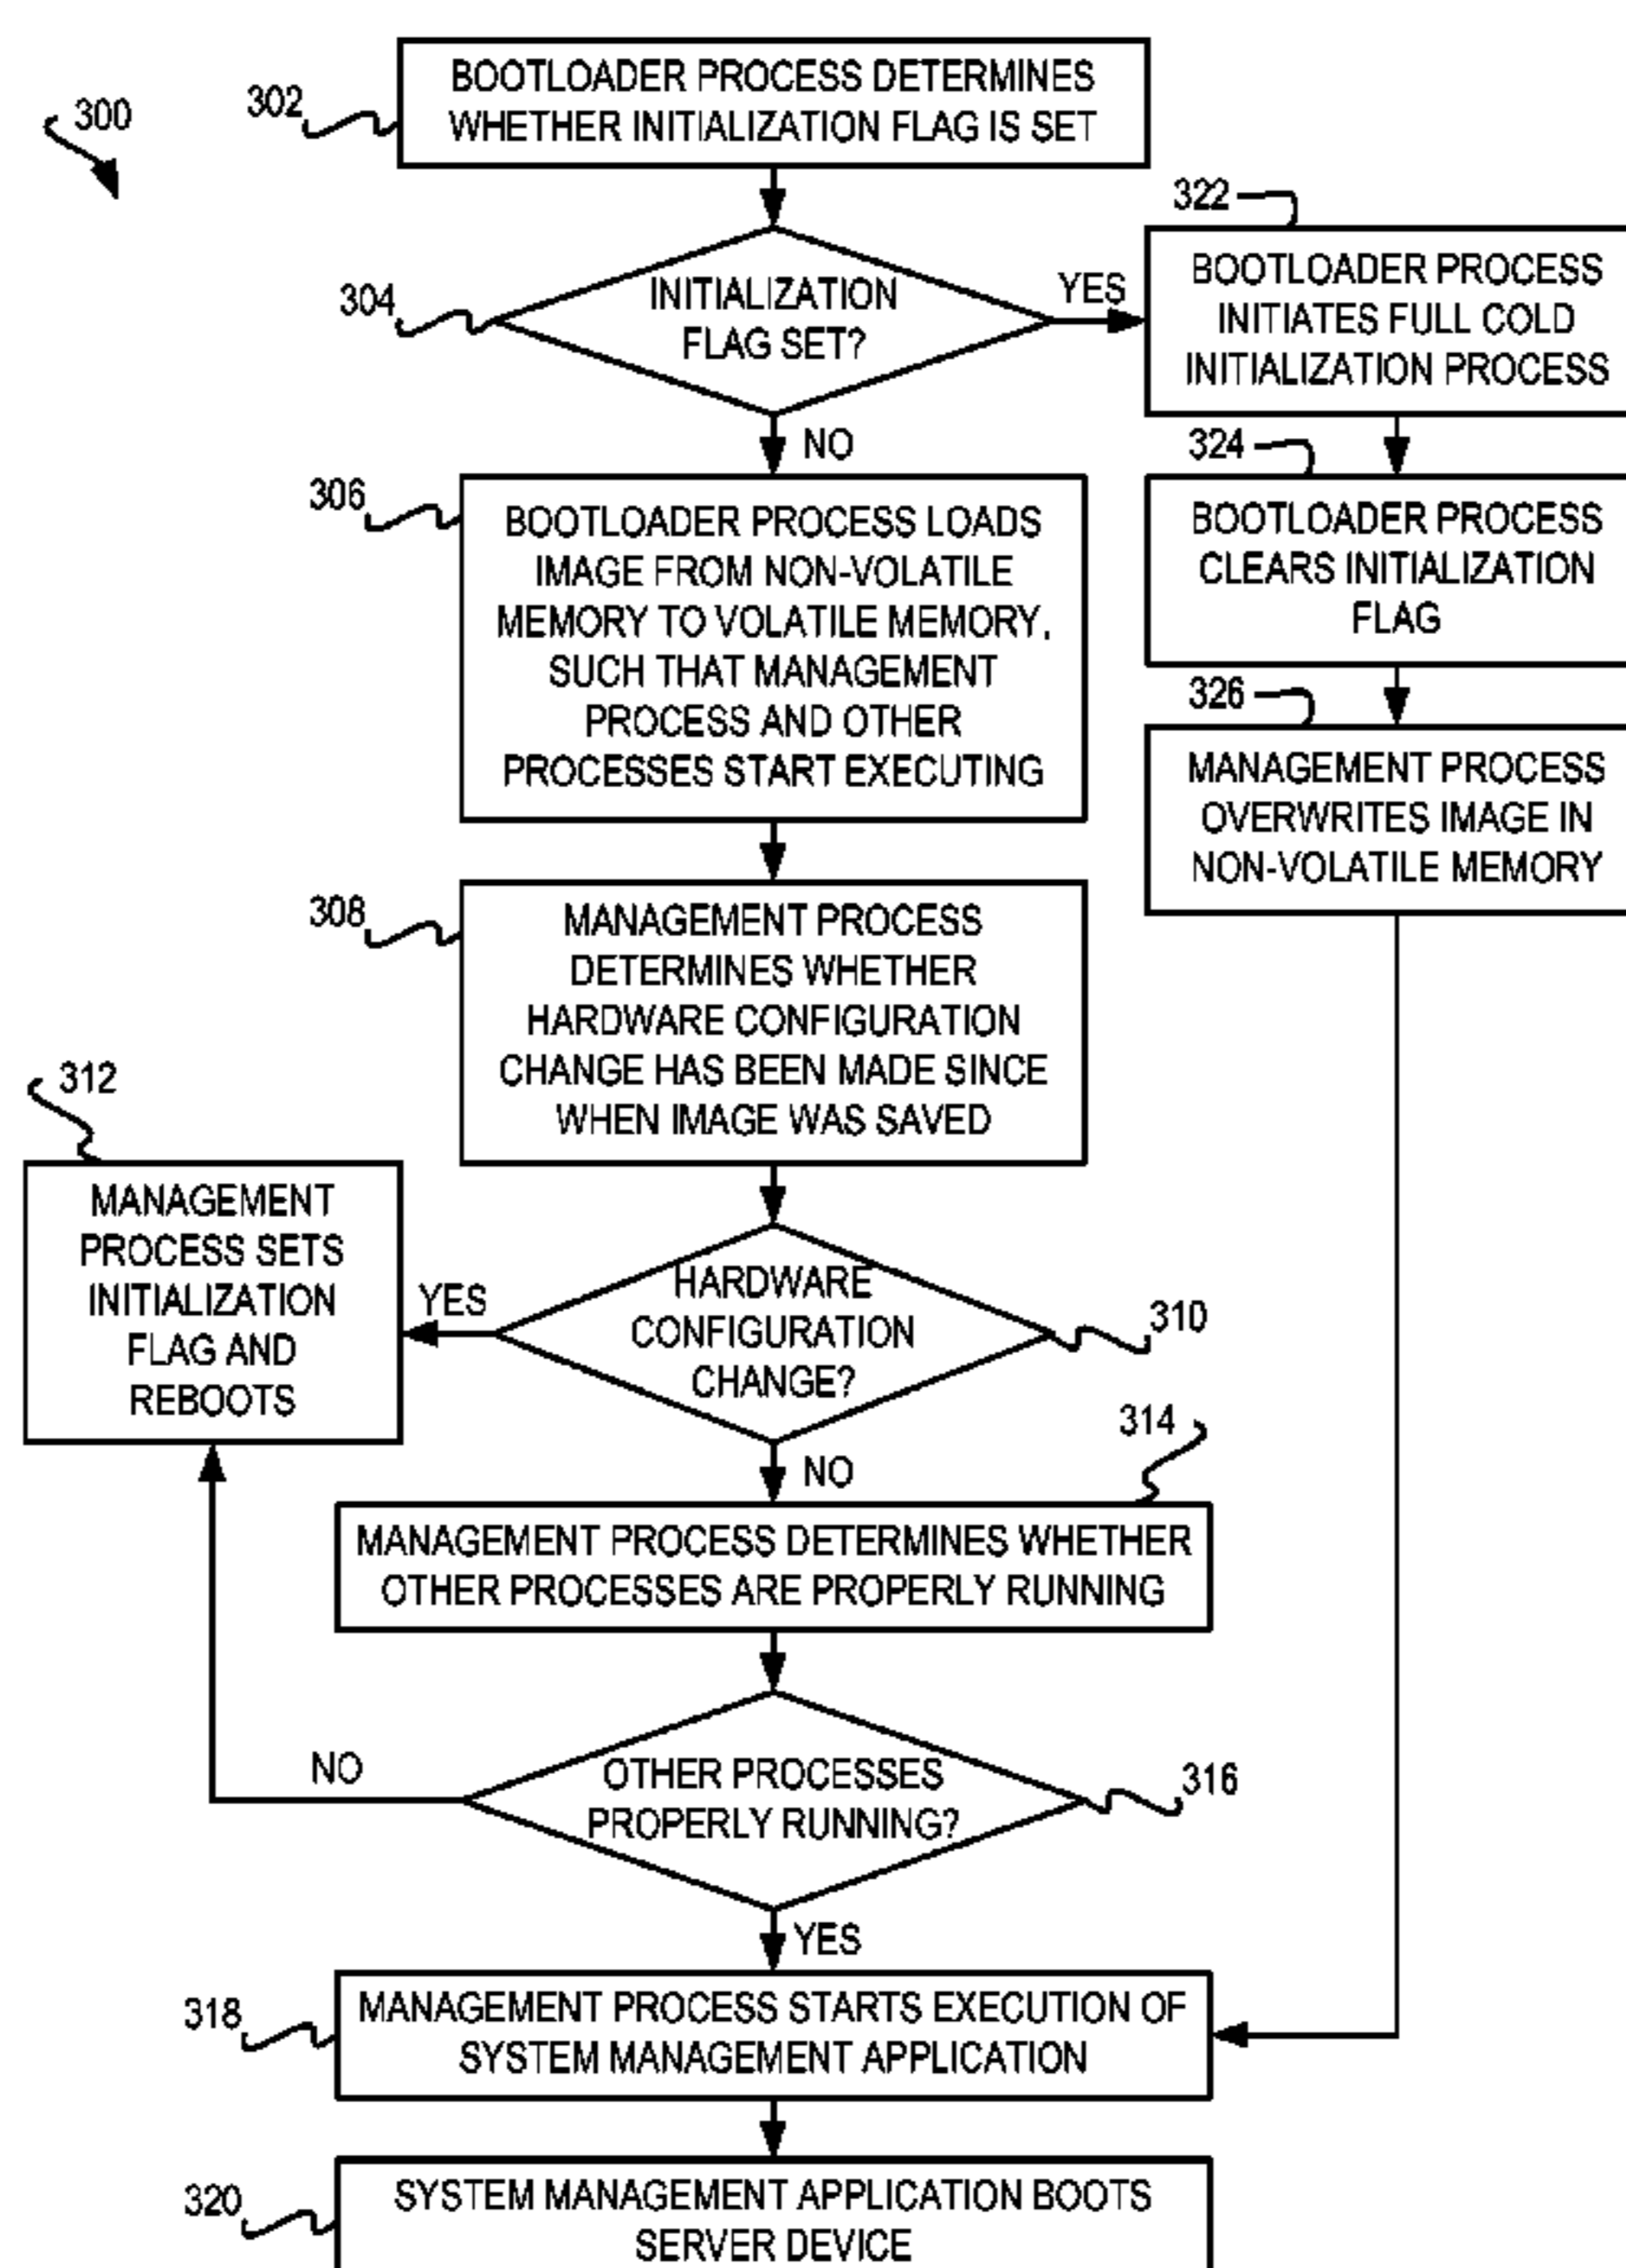 300
302
BOOTLOADER PROCESS DETERMINES
WHETHER INITIALIZATION FLAG IS SET
304
INITIALIZATION
FLAG SET?
YES
NO
322
BOOTLOADER PROCESS
INITIATES FULL COLD
INITIALIZATION PROCESS
324
BOOTLOADER PROCESS
CLEARS INITIALIZATION
FLAG
326
MANAGEMENT PROCESS
OVERWRITES IMAGE IN
NON-VOLATILE MEMORY
306
BOOTLOADER PROCESS LOADS
IMAGE FROM NON-VOLATILE
MEMORY TO VOLATILE MEMORY,
SUCH THAT MANAGEMENT
PROCESS AND OTHER
PROCESSES START EXECUTING
308
MANAGEMENT PROCESS
DETERMINES WHETHER
HARDWARE CONFIGURATION
CHANGE HAS BEEN MADE SINCE
WHEN IMAGE WAS SAVED
310
HARDWARE
CONFIGURATION
CHANGE?
YES
NO
312
MANAGEMENT
PROCESS SETS
INITIALIZATION
FLAG AND
REBOOTS
314
MANAGEMENT PROCESS DETERMINES WHETHER
OTHER PROCESSES ARE PROPERLY RUNNING
316
OTHER PROCESSES
PROPERLY RUNNING?
NO
YES
318
MANAGEMENT PROCESS STARTS EXECUTION OF
SYSTEM MANAGEMENT APPLICATION
320
SYSTEM MANAGEMENT APPLICATION BOOTS
SERVER DEVICE